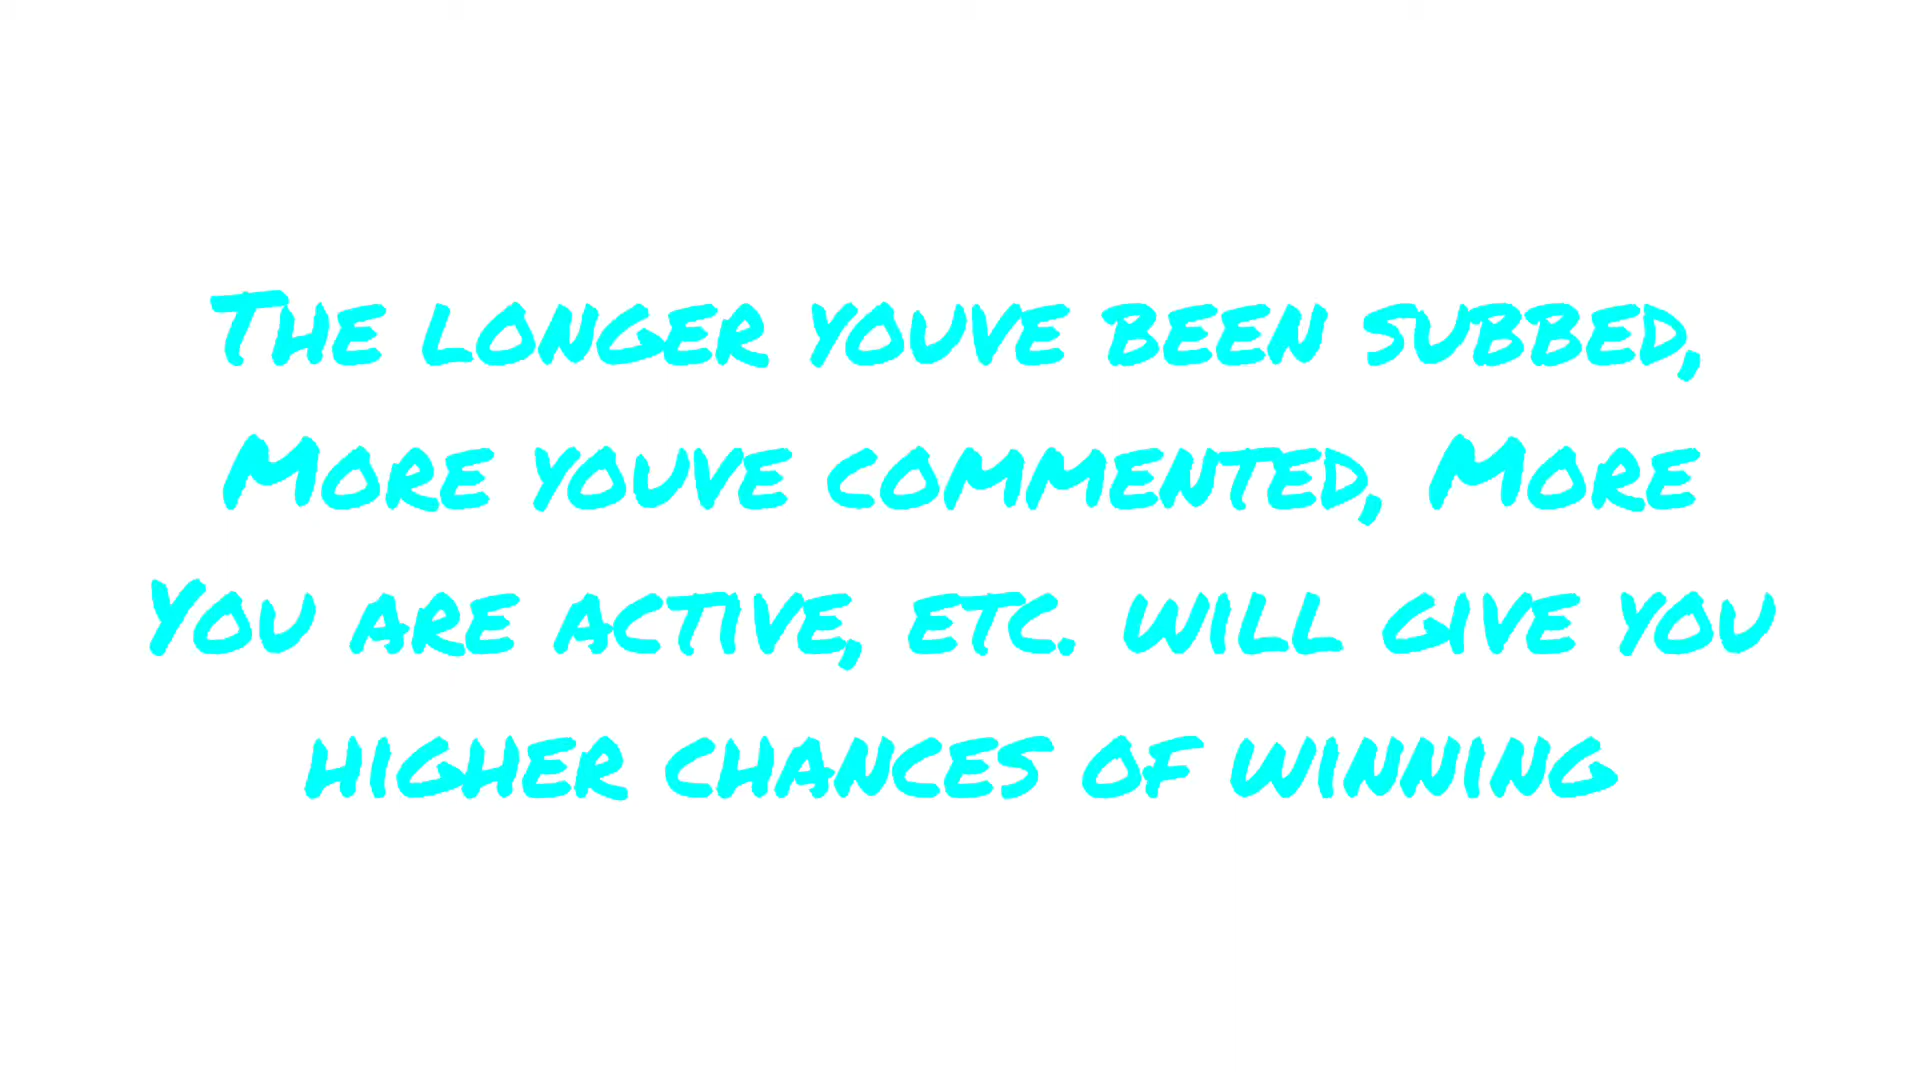 The longer youve been subbed,
More youve commented, More
You are active, etc. will give you
higher chances of winning